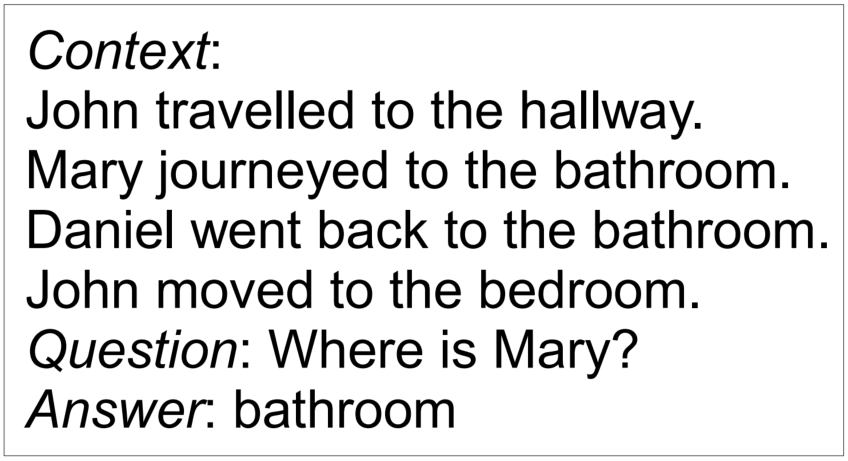 Context:
John travelled to the hallway.
Mary journeyed to the bathroom.
Daniel went back to the bathroom.
John moved to the bedroom.
Question: Where is Mary?
Answer: bathroom